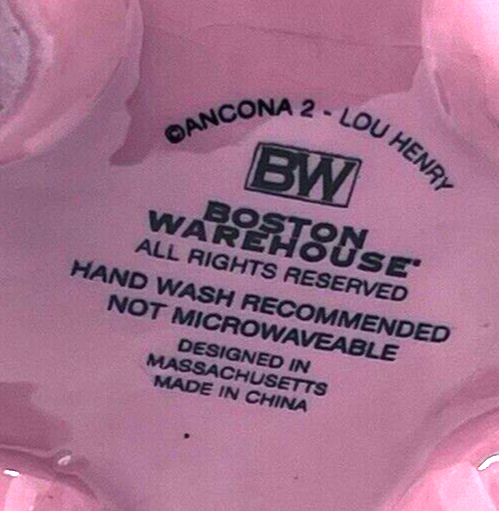 ©ANCONA 2 - LOU HENRY
BW
BOSTON
WAREHOUSE®
ALL RIGHTS RESERVED
HAND WASH RECOMMENDED
NOT MICROWAVEABLE
DESIGNED IN
MASSACHUSETTS
MADE IN CHINA